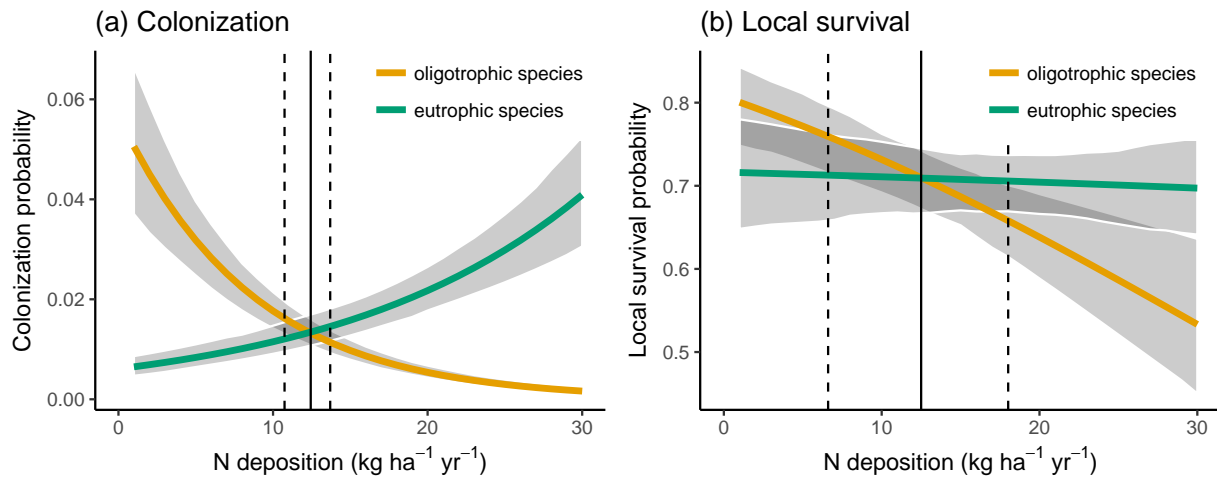 (a) Colonization
oligotrophic species
eutrophic species
Colonization probability
0.06
0.04
0.02
0.00
0
10
20
30
N deposition (kg ha⁻¹ yr⁻¹)
(b) Local survival
oligotrophic species
eutrophic species
Local survival probability
0.8
0.7
0.6
0.5
0
10
20
30
N deposition (kg ha⁻¹ yr⁻¹)